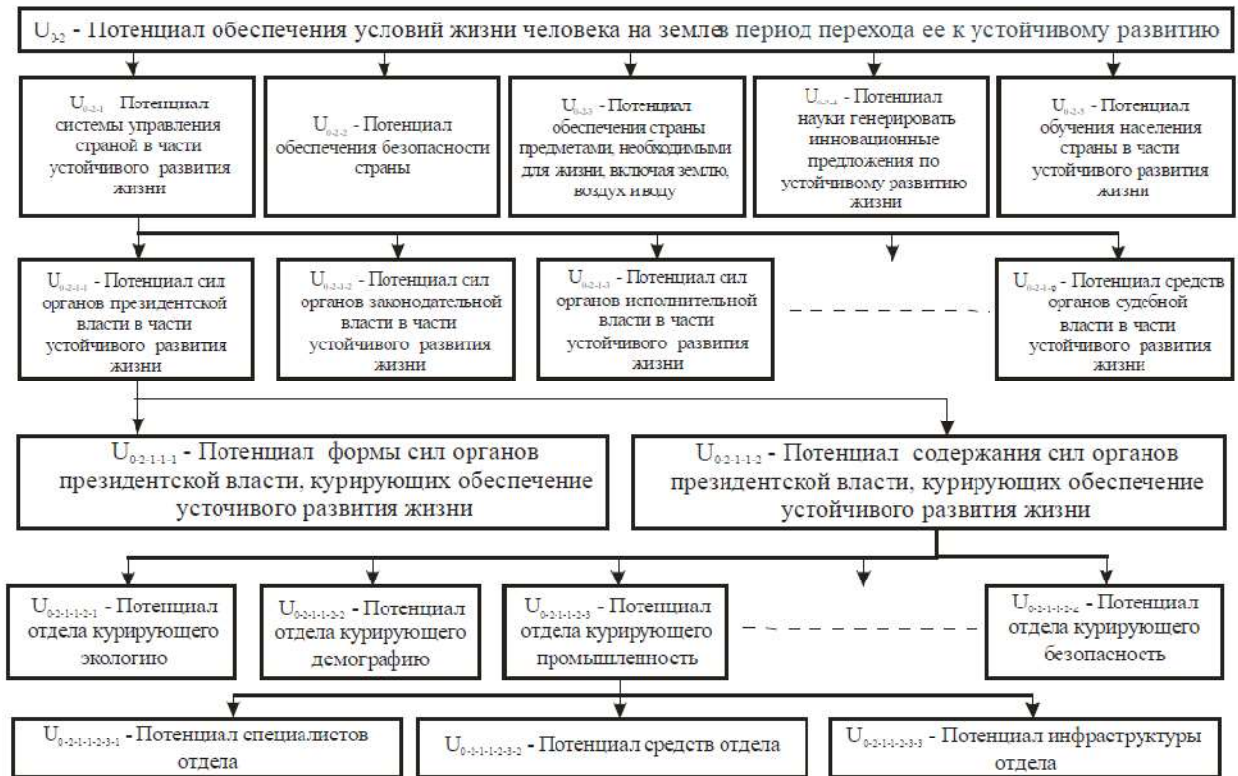 U0-2 - Потенциал обеспечения условий жизни человека на земле в период перехода ее к устойчивому развитию
U0-2-1 Потенциал
системы управления
страной в части
устойчивого развития
жизни
U0-2-2 - Потенциал
обеспечения безопасности
страны
U0-2-3 - Потенциал
обеспечения страны
предметами, необходимыми
для жизни, включая землю,
воздух и воду
U0-2-4 - Потенциал
науки генерировать
инновационные
предложения по
устойчивому развитию
жизни
U0-2-5 - Потенциал
обучения населения
страны в части
устойчивого развития
жизни
U0-2-1-1 - Потенциал сил
органов президентской
власти в части
устойчивого развития
жизни
U0-2-1-2 - Потенциал сил
органов законодательной
власти в части
устойчивого развития
жизни
U0-2-1-3 - Потенциал сил
органов исполнительной
власти в части
устойчивого развития
жизни
- Потенциал средств
органов судебной
власти в части
устойчивого развития
жизни
U0-2-1-1-1 - Потенциал формы сил органов
президентской власти, курирующих обеспечение
усточивого развития жизни
U0-2-1-1-2 - Потенциал содержания сил органов
президентской власти, курирующих обеспечение
устойчивого развития жизни
U0-2-1-1-2-1 - Потенциал
отдела курирующего
экологию
U0-2-1-1-2-2 - Потенциал
отдела курирующего
демографию
U0-2-1-1-2-3 - Потенциал
отдела курирующего
промышленность
- Потенциал
отдела курирующего
безопасность
U0-2-1-1-2-3-1 - Потенциал специалистов
отдела
U0-2-1-1-2-3-2 - Потенциал средств отдела
U0-2-1-1-2-3-3 - Потенциал инфраструктуры
отдела